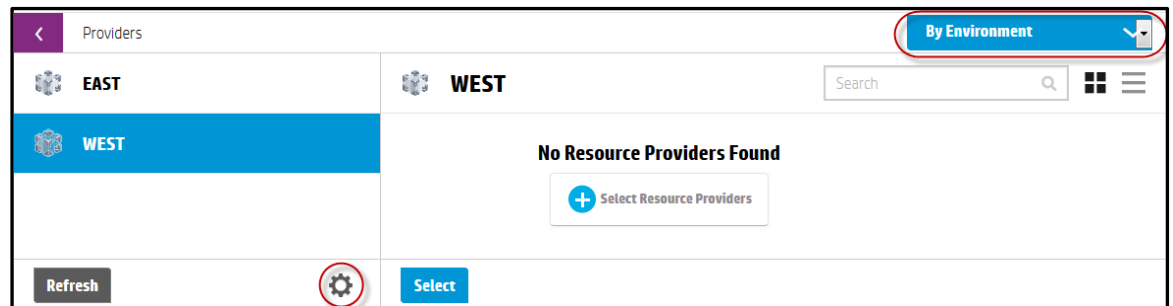 Providers
By Environment
EAST
WEST
WEST
Search
No Resource Providers Found
Select Resource Providers
Refresh
Select